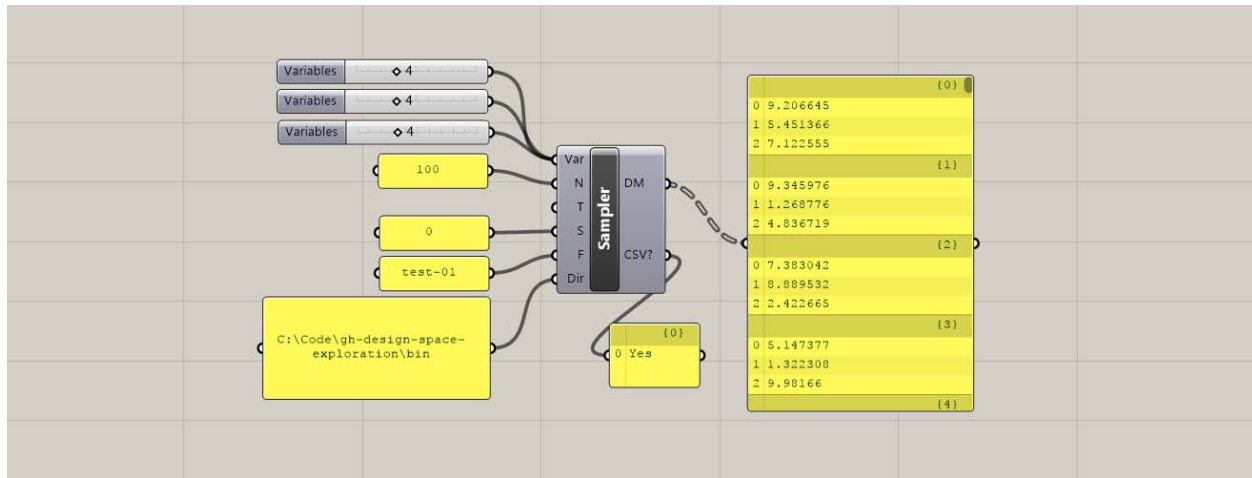 Variables 4
Variables 4
Variables 4
100
0
test-01
C:\Code\gh-design-space-
exploration\bin
Var
N
T
S
F
Dir
Sampler
DM
CSV?
{0}
0 Yes
{0}
0 9.206645
1 5.451366
2 7.122555
{1}
0 9.345976
1 1.268776
2 4.836719
{2}
0 7.383042
1 8.889532
2 2.422665
{3}
0 5.147377
1 1.322308
2 9.98166
{4}